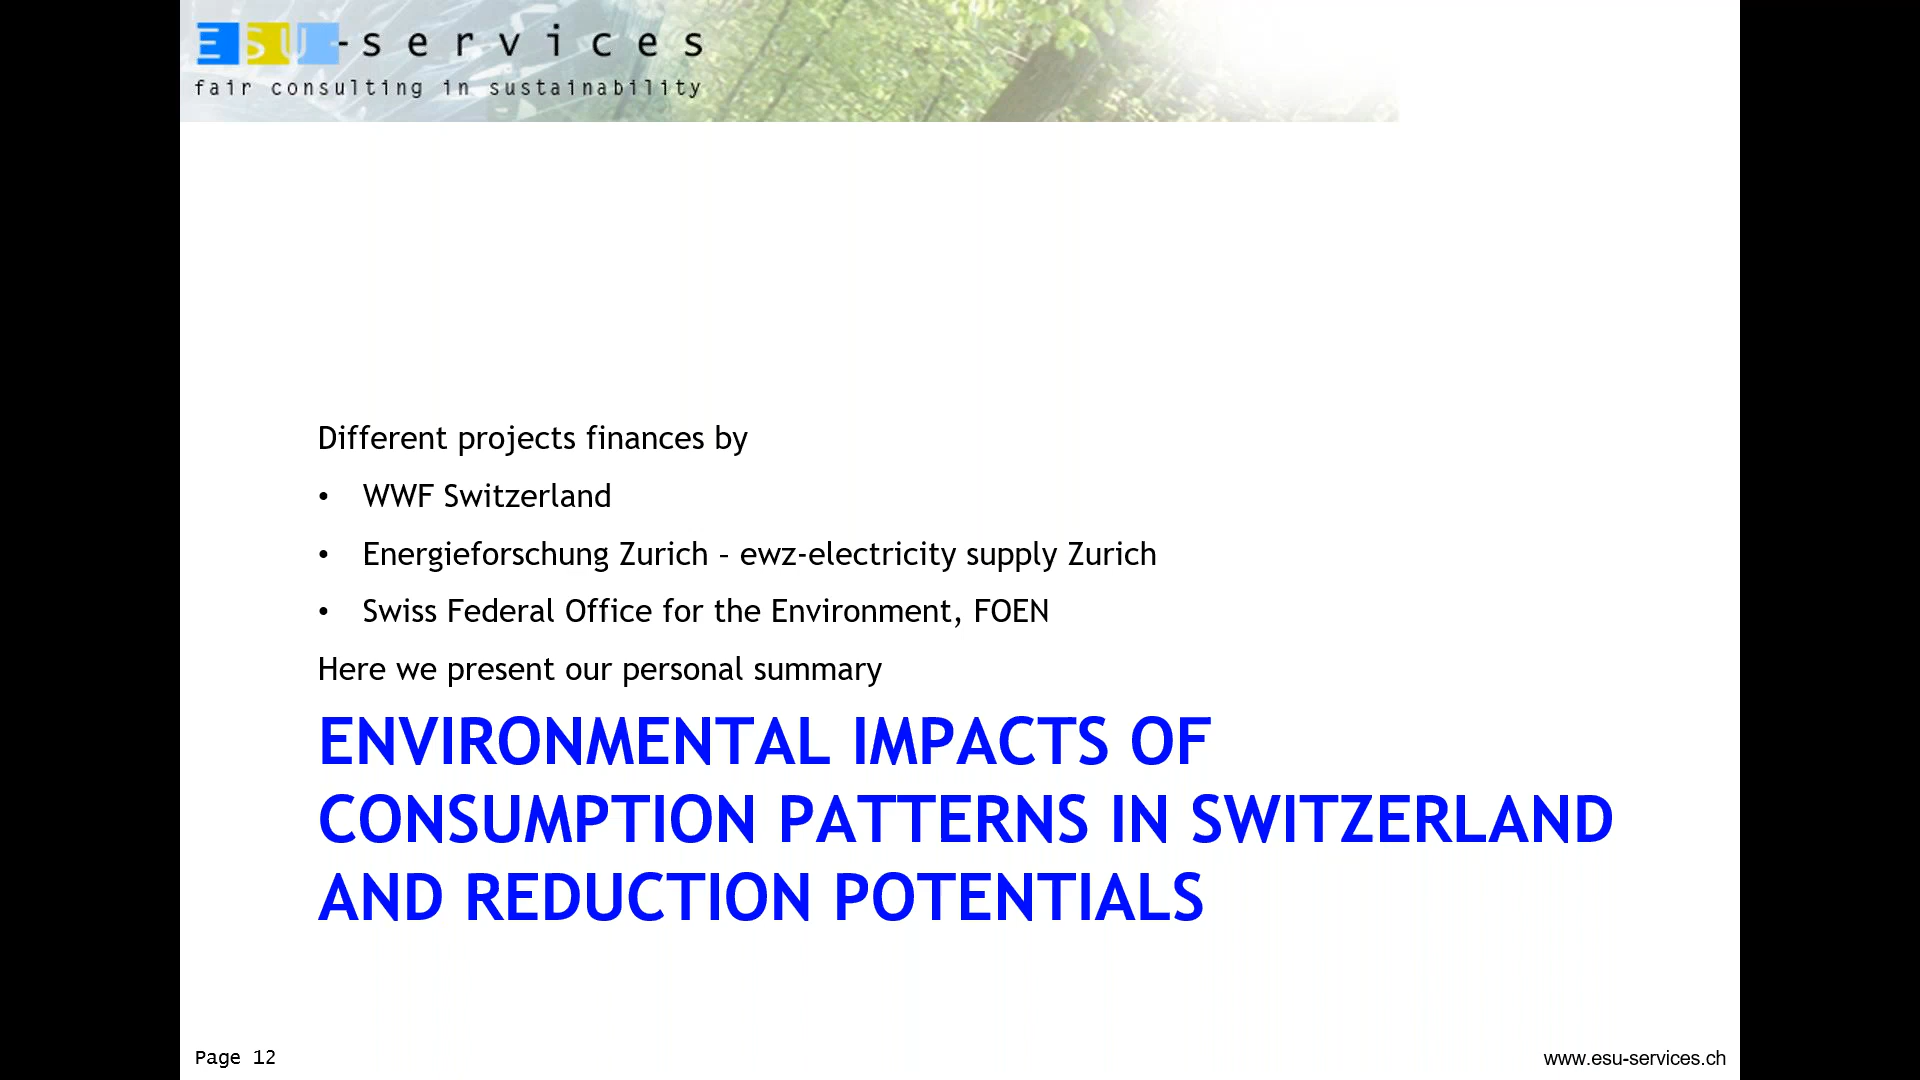 ESU-services
fair consulting in sustainability
Different projects finances by
• WWF Switzerland
• Energieforschung Zurich – ewz-electricity supply Zurich
• Swiss Federal Office for the Environment, FOEN
Here we present our personal summary
ENVIRONMENTAL IMPACTS OF
CONSUMPTION PATTERNS IN SWITZERLAND
AND REDUCTION POTENTIALS
Page 12
www.esu-services.ch